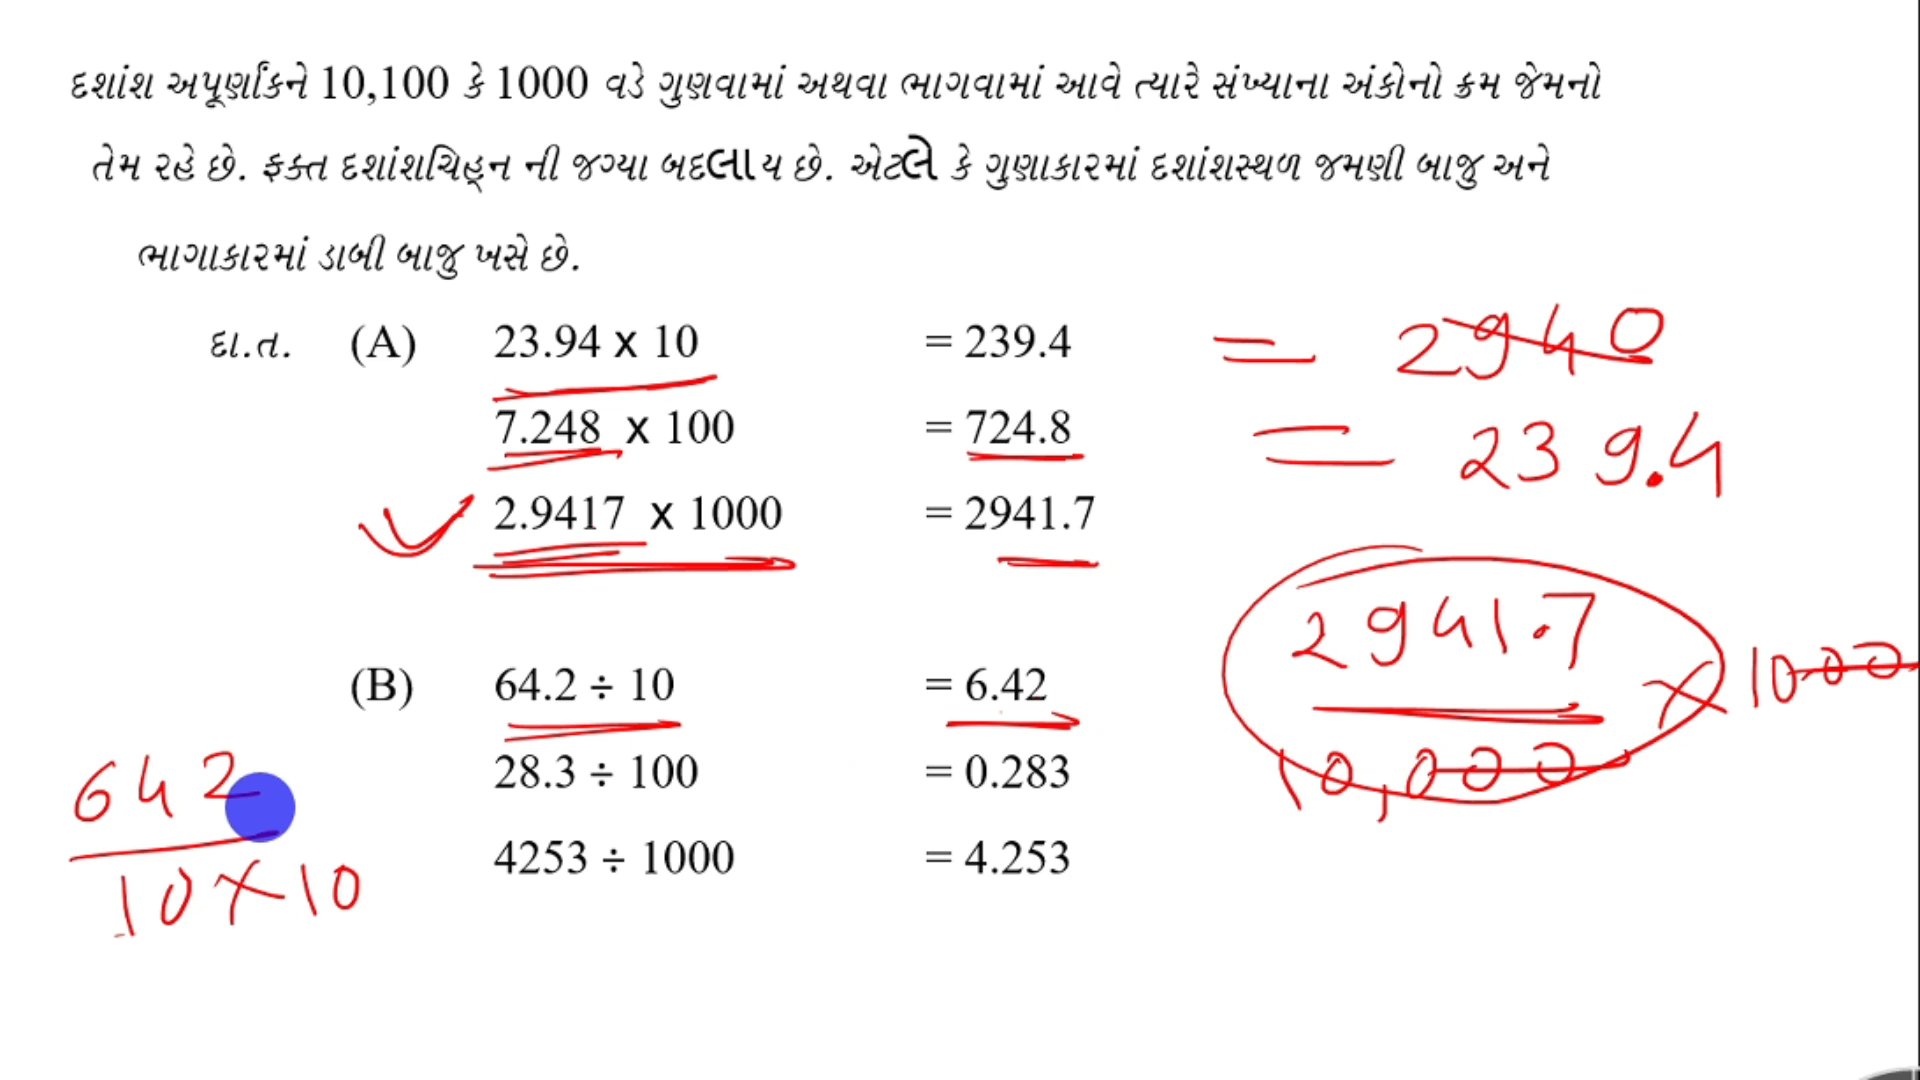 દશાંશ અપૂર્ણાંકને 10,100 કે 1000 વડે ગુણવામાં અથવા ભાગવામાં આવે ત્યારે સંખ્યાના અંકોનો ક્રમ જેમનો
તેમ રહે છે. ફક્ત દશાંશચિહ્ન ની જગ્યા બદલાય છે. એટલે કે ગુણાકારમાં દશાંશસ્થળ જમણી બાજુ અને
ભાગાકારમાં ડાબી બાજુ ખસે છે.
દા.ત. (A) 23.94 x 10 = 239.4 = 2940
7.248 x 100 = 724.8 = 239.4
2.9417 x 1000 = 2941.7
2941.7 x 1000
10,000
(B) 64.2 ÷ 10 = 6.42
28.3 ÷ 100 = 0.283
4253 ÷ 1000 = 4.253
642
10 x 10